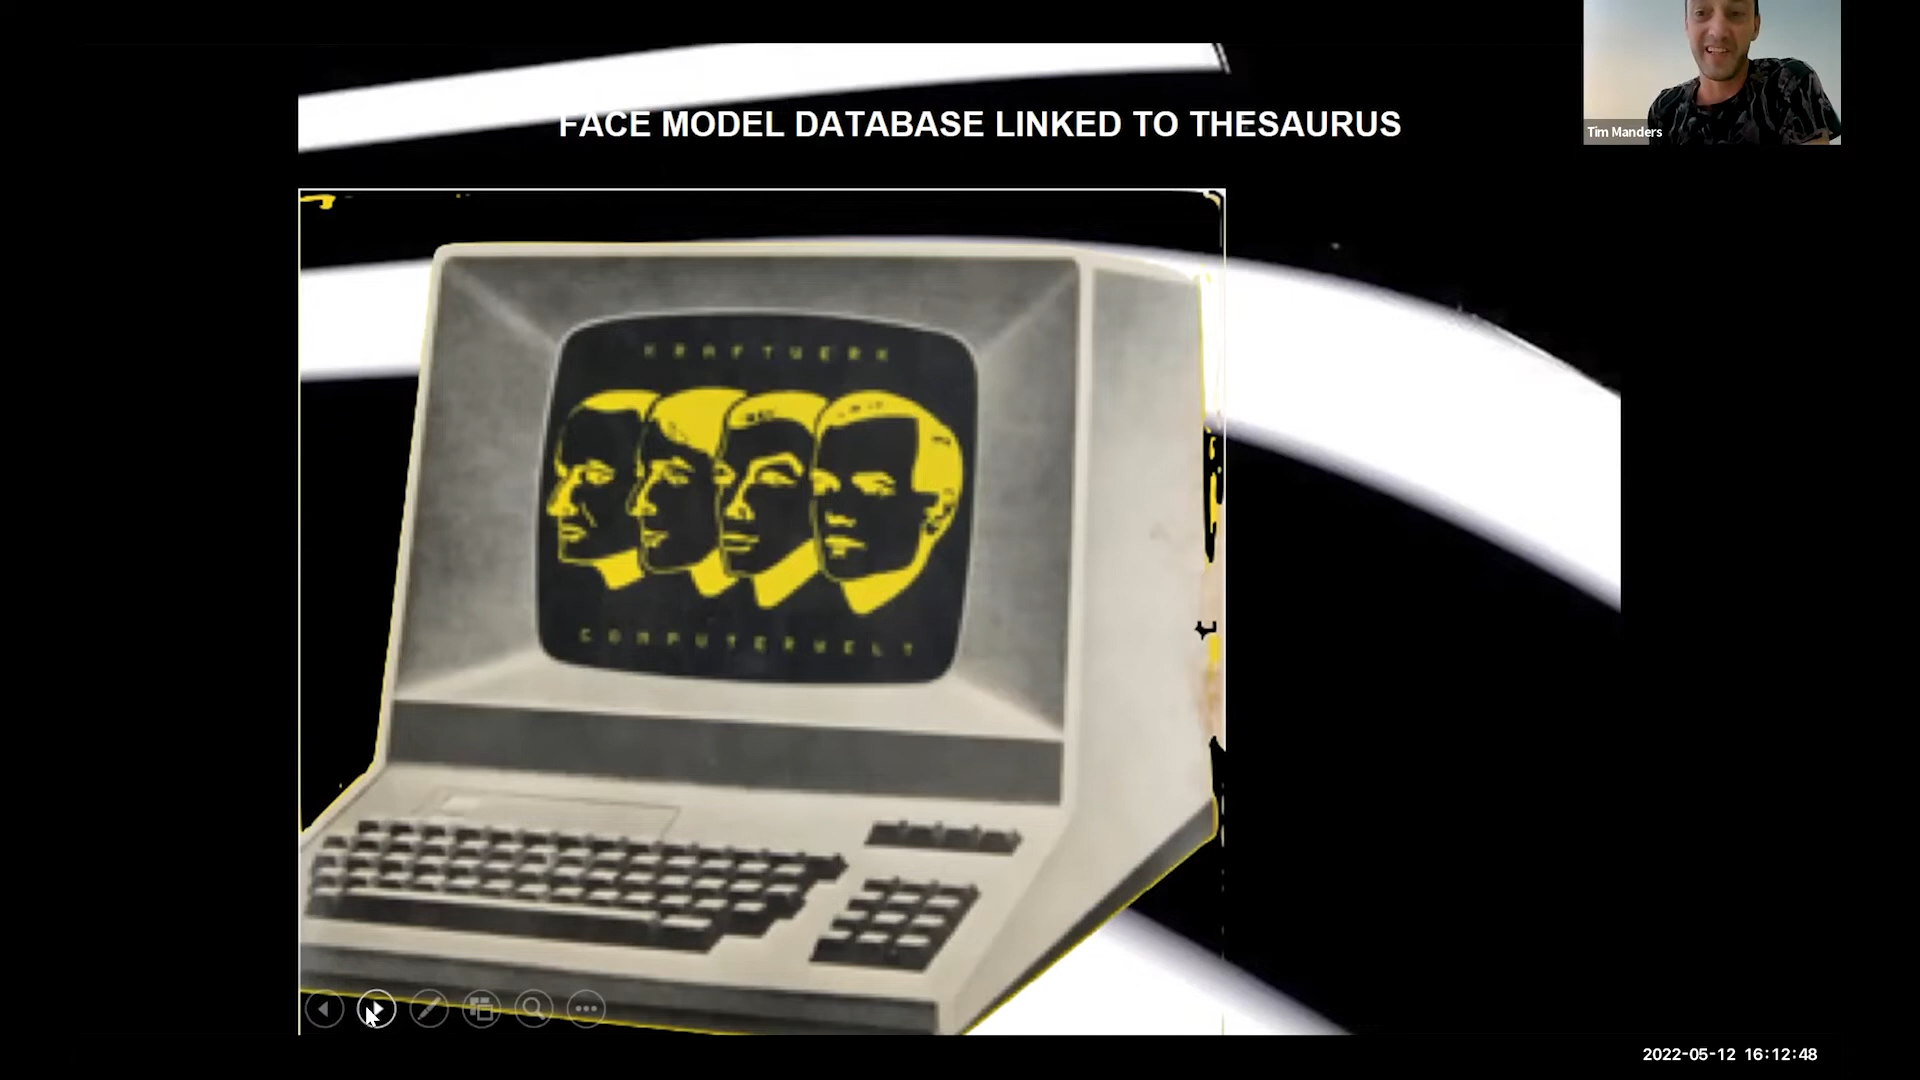 FACE MODEL DATABASE LINKED TO THESAURUS
Tim Manders
KRAFTWERK
COMPUTERWELT
2022-05-12 16:12:48